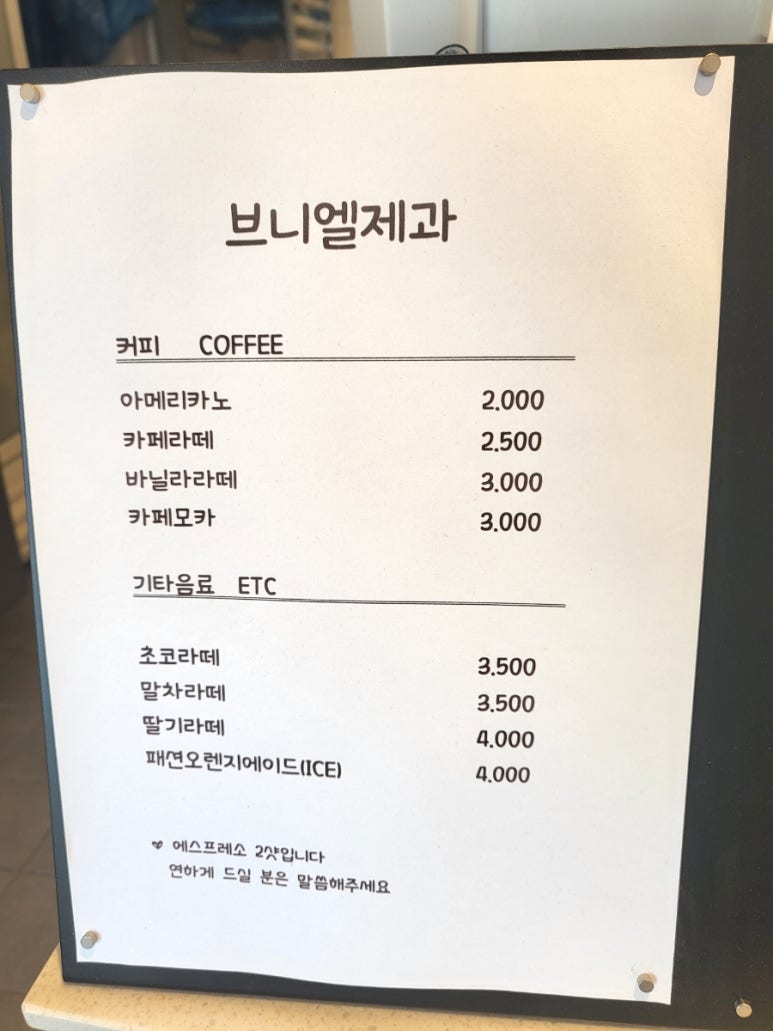 브니엘제과
커피 COFFEE
아메리카노 2.000
카페라떼 2.500
바닐라라떼 3.000
카페모카 3.000
기타음료 ETC
초코라떼 3.500
말차라떼 3.500
딸기라떼 4.000
패션오렌지에이드(ICE) 4.000
에스프레소 2샷입니다
연하게 드실 분은 말씀해주세요